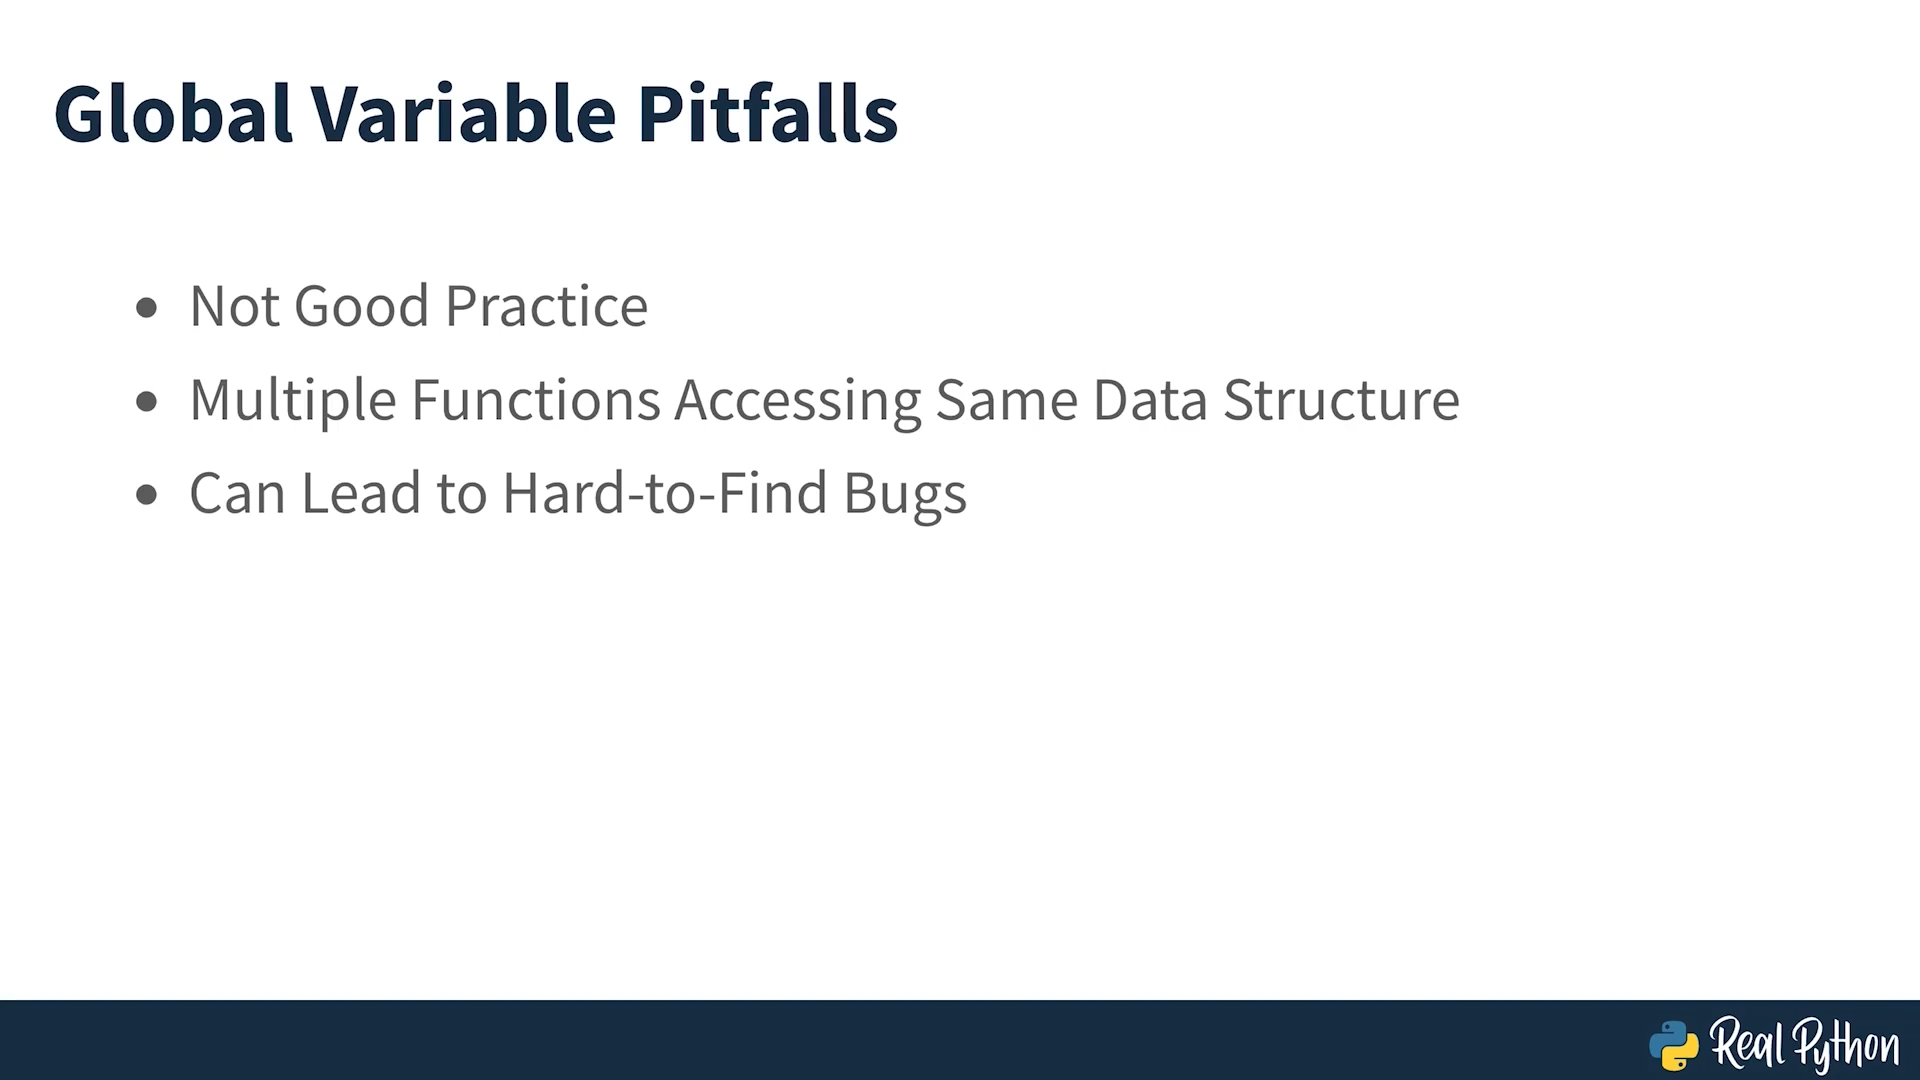 Global Variable Pitfalls
• Not Good Practice
• Multiple Functions Accessing Same Data Structure
• Can Lead to Hard-to-Find Bugs
Real Python